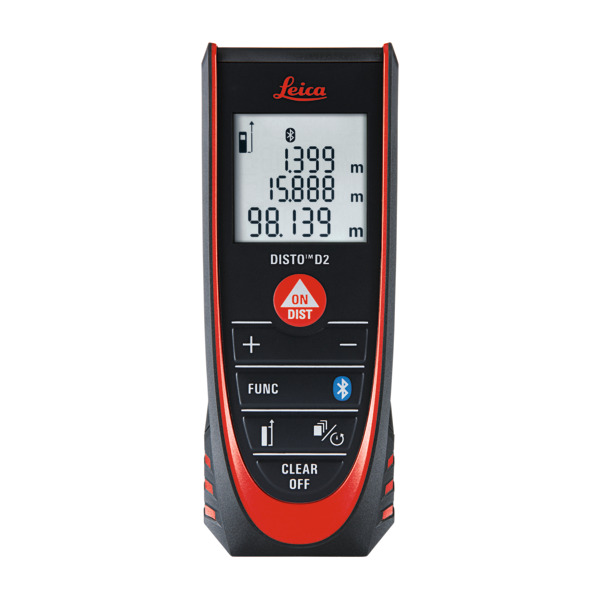 Leica
1.399 m
15.888 m
98.139 m
DISTO™ D2
ON
DIST
+ −
FUNC
CLEAR
OFF